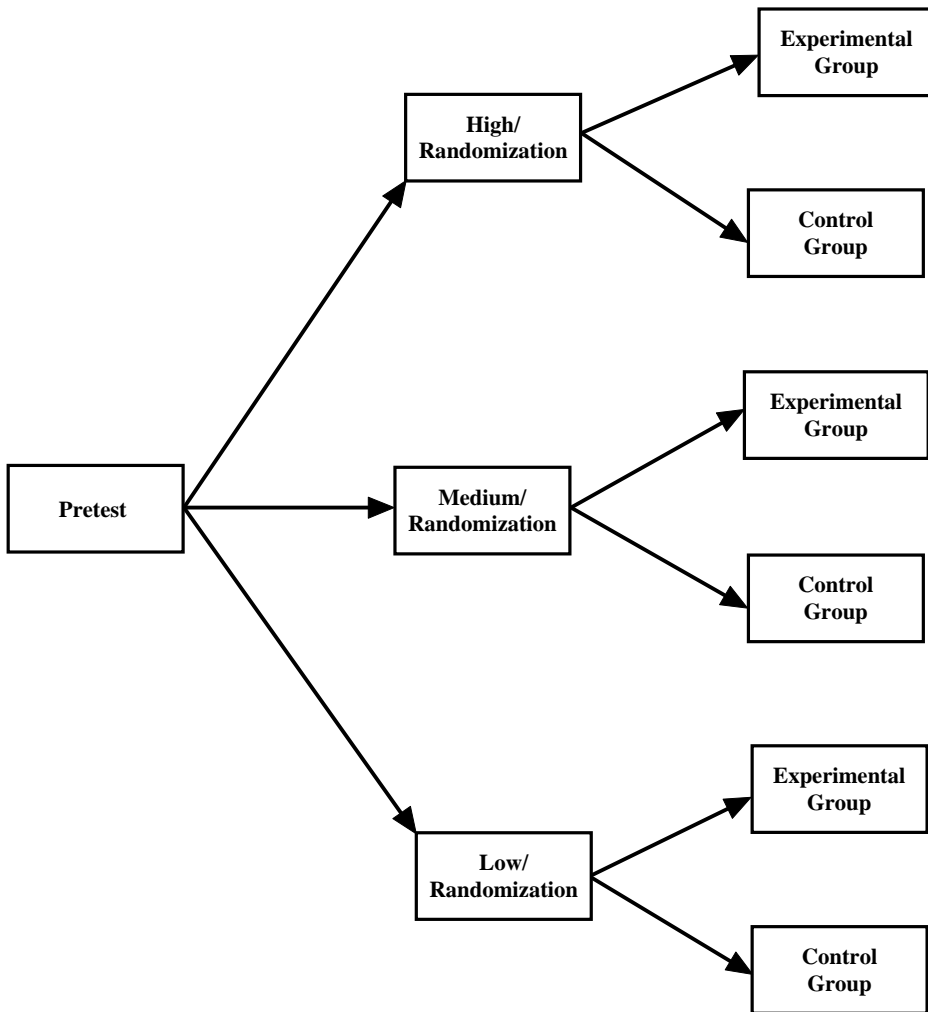 Experimental
Group
High/
Randomization
Control
Group
Experimental
Group
Pretest
Medium/
Randomization
Control
Group
Experimental
Group
Low/
Randomization
Control
Group